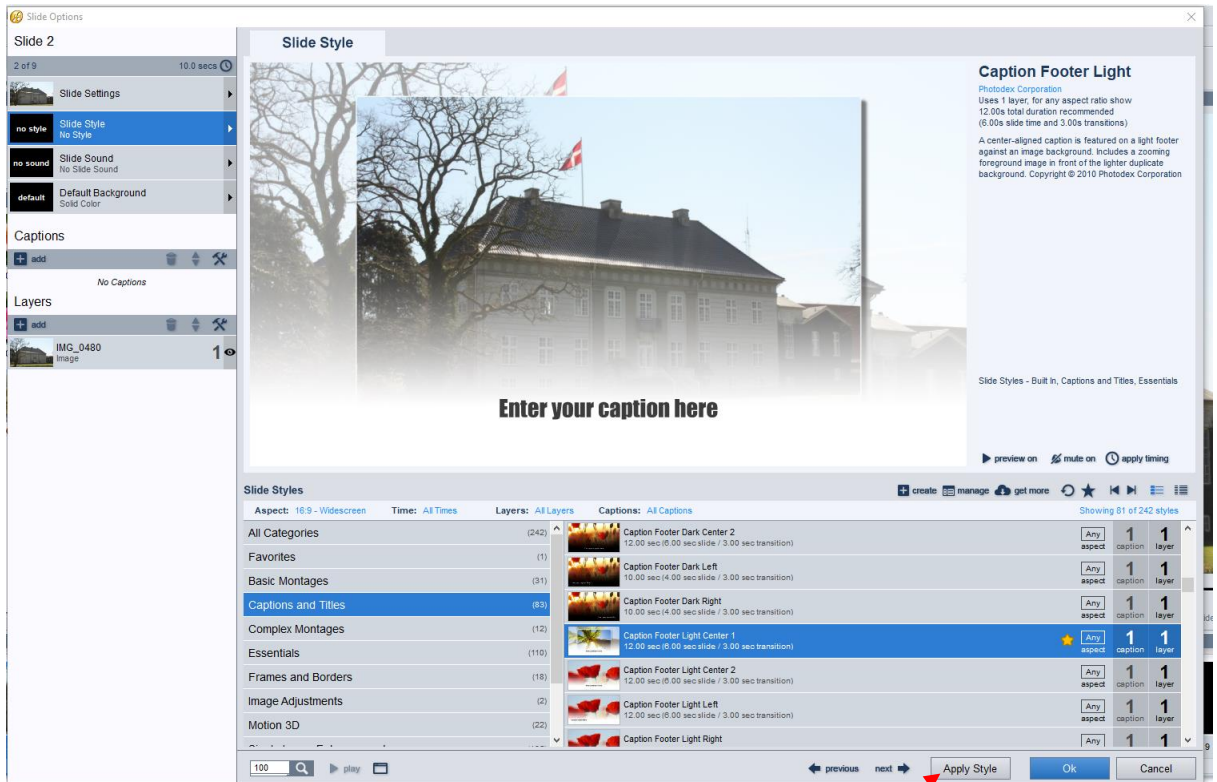 Slide Options
Slide 2
2 of 9 10.0 secs
Slide Settings
no style Slide Style
No Style
no sound Slide Sound
No Slide Sound
default Default Background
Solid Color
Captions
add
No Captions
Layers
add
IMG_0480
Image
1
Slide Style
Enter your caption here
Caption Footer Light
Photodex Corporation
Uses 1 layer, for any aspect ratio show
12.00s total duration recommended
(6.00s slide time and 3.00s transitions)
A center-aligned caption is featured on a light footer
against an image background. Includes a zooming
foreground image in front of the lighter duplicate
background. Copyright © 2010 Photodex Corporation
Slide Styles - Built In, Captions and Titles, Essentials
preview on mute on apply timing
Slide Styles
create manage get more
Aspect: 16:9 - Widescreen Time: All Times Layers: All Layers Captions: All Captions Showing 81 of 242 styles
All Categories (242)
Favorites (1)
Basic Montages (31)
Captions and Titles (83)
Complex Montages (12)
Essentials (110)
Frames and Borders (18)
Image Adjustments (2)
Motion 3D (22)
Caption Footer Dark Center 2
12.00 sec (6.00 sec slide / 3.00 sec transition)
Any aspect 1 caption 1 layer
Caption Footer Dark Left
10.00 sec (4.00 sec slide / 3.00 sec transition)
Any aspect 1 caption 1 layer
Caption Footer Dark Right
10.00 sec (4.00 sec slide / 3.00 sec transition)
Any aspect 1 caption 1 layer
Caption Footer Light Center 1
12.00 sec (6.00 sec slide / 3.00 sec transition)
Any aspect 1 caption 1 layer
Caption Footer Light Center 2
12.00 sec (6.00 sec slide / 3.00 sec transition)
Any aspect 1 caption 1 layer
Caption Footer Light Left
12.00 sec (6.00 sec slide / 3.00 sec transition)
Any aspect 1 caption 1 layer
Caption Footer Light Right
Any 1 1
100 play previous next Apply Style Ok Cancel